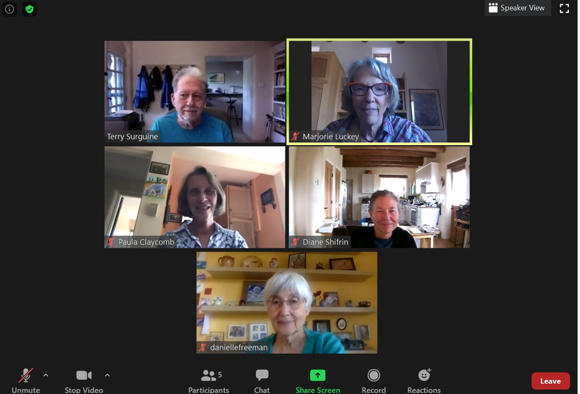 Speaker View
Terry Surguine
Marjorie Luckey
Paula Claycomb
Diane Shifrin
daniellefreeman
5
Unmute
Stop Video
Participants
Chat
Share Screen
Record
Reactions
Leave